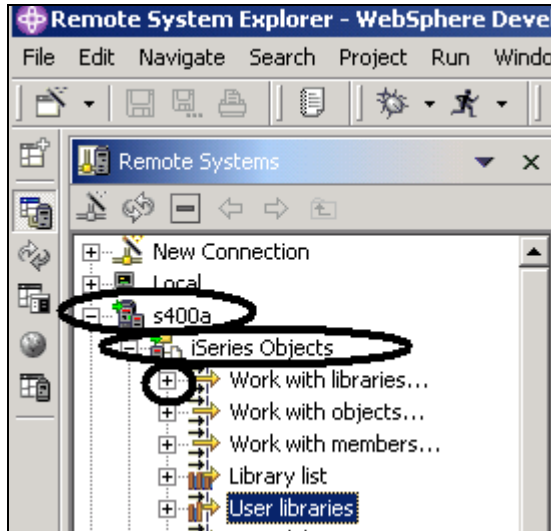 Remote System Explorer - WebSphere Deve
File Edit Navigate Search Project Run Windo
Remote Systems
New Connection
Local
s400a
iSeries Objects
Work with libraries...
Work with objects...
Work with members...
Library list
User libraries